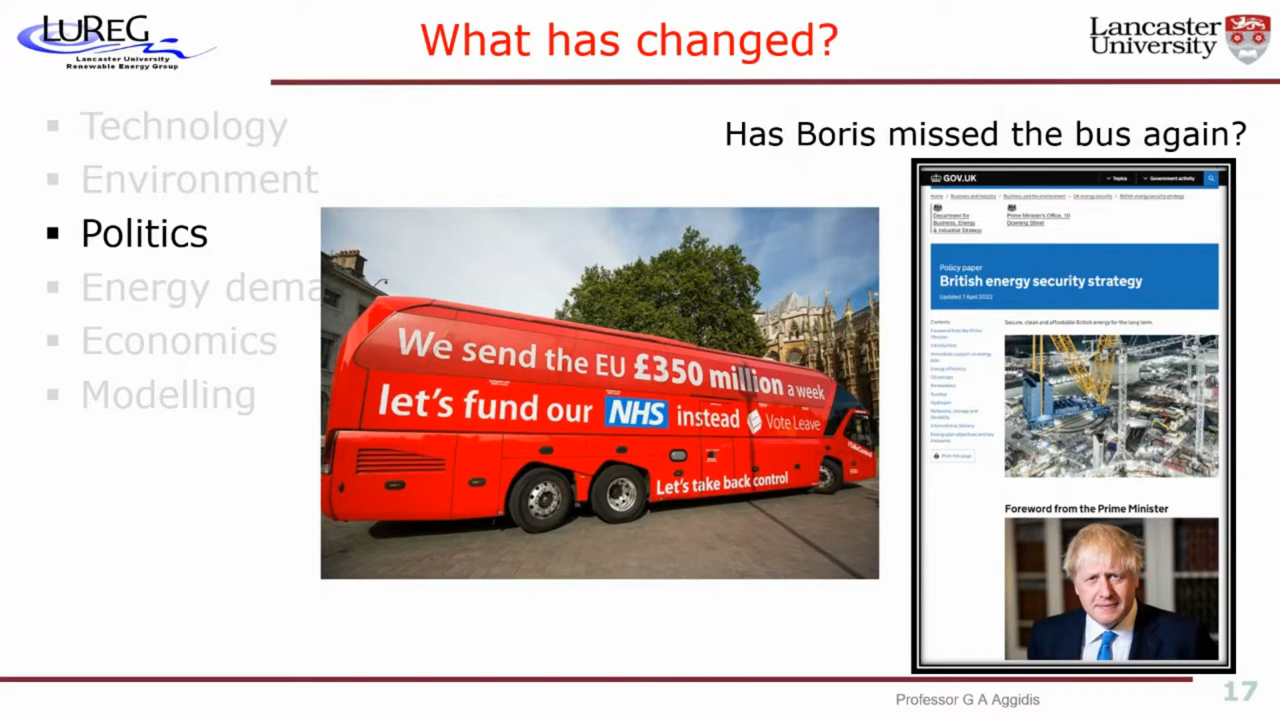 LUREG
Lancaster University
Renewable Energy Group
What has changed?
Lancaster
University
▪ Technology
▪ Environment
▪ Politics
▪ Energy dema
▪ Economics
▪ Modelling
Has Boris missed the bus again?
We send the EU £350 million a week
let's fund our NHS instead Vote Leave
Let's take back control
GOV.UK
Topics
Government activity
Home > Business and industry > Business and the environment > UK energy security > British energy security strategy
Department for
Business, Energy
& Industrial Strategy
Prime Minister's Office, 10
Downing Street
Policy paper
British energy security strategy
Updated 7 April 2022
Contents
Foreword from the Prime
Minister
Introduction
Immediate support on energy
bills
Energy efficiency
Oil and gas
Renewables
Nuclear
Hydrogen
Networks, storage and
flexibility
International delivery
Print this page
Secure, clean and affordable British energy for the long term.
Foreword from the Prime Minister
Professor G A Aggidis
17